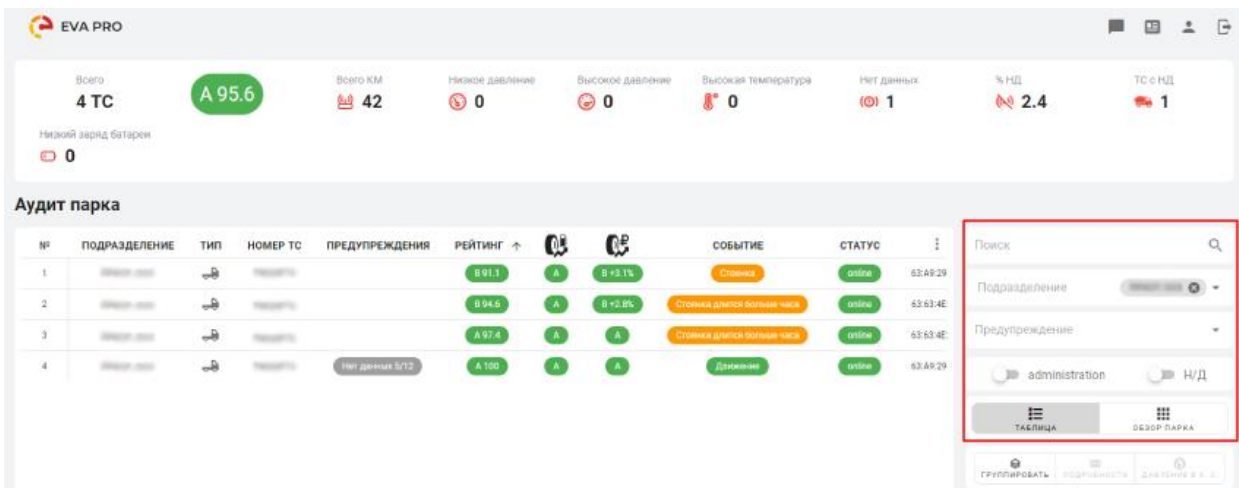 EVA PRO
Всего
4 ТС
A 95.6
Всего КМ
42
Низкое давление
0
Высокое давление
0
Высокая температура
0
Нет данных
1
% НД
2.4
ТС с НД
1
Низкий заряд батареи
0
Аудит парка
№ ПОДРАЗДЕЛЕНИЕ ТИП НОМЕР ТС ПРЕДУПРЕЖДЕНИЯ РЕЙТИНГ ↑ СОБЫТИЕ СТАТУС
1 B 91.1 A B +3.1% Стоянка online 63:A9:29
2 B 94.6 A B +2.8% Стоянка длится больше часа online 63:63:4E:
3 A 97.4 A A Стоянка длится больше часа online 63:63:4E:
4 Нет данных 5/12 A 100 A A Движение online 63:A9:29
Поиск
Подразделение
Предупреждение
administration Н/Д
ТАБЛИЦА ОБЗОР ПАРКА
ГРУППИРОВАТЬ ПОДРОБНОСТИ ДАВЛЕНИЕ В Х. С.